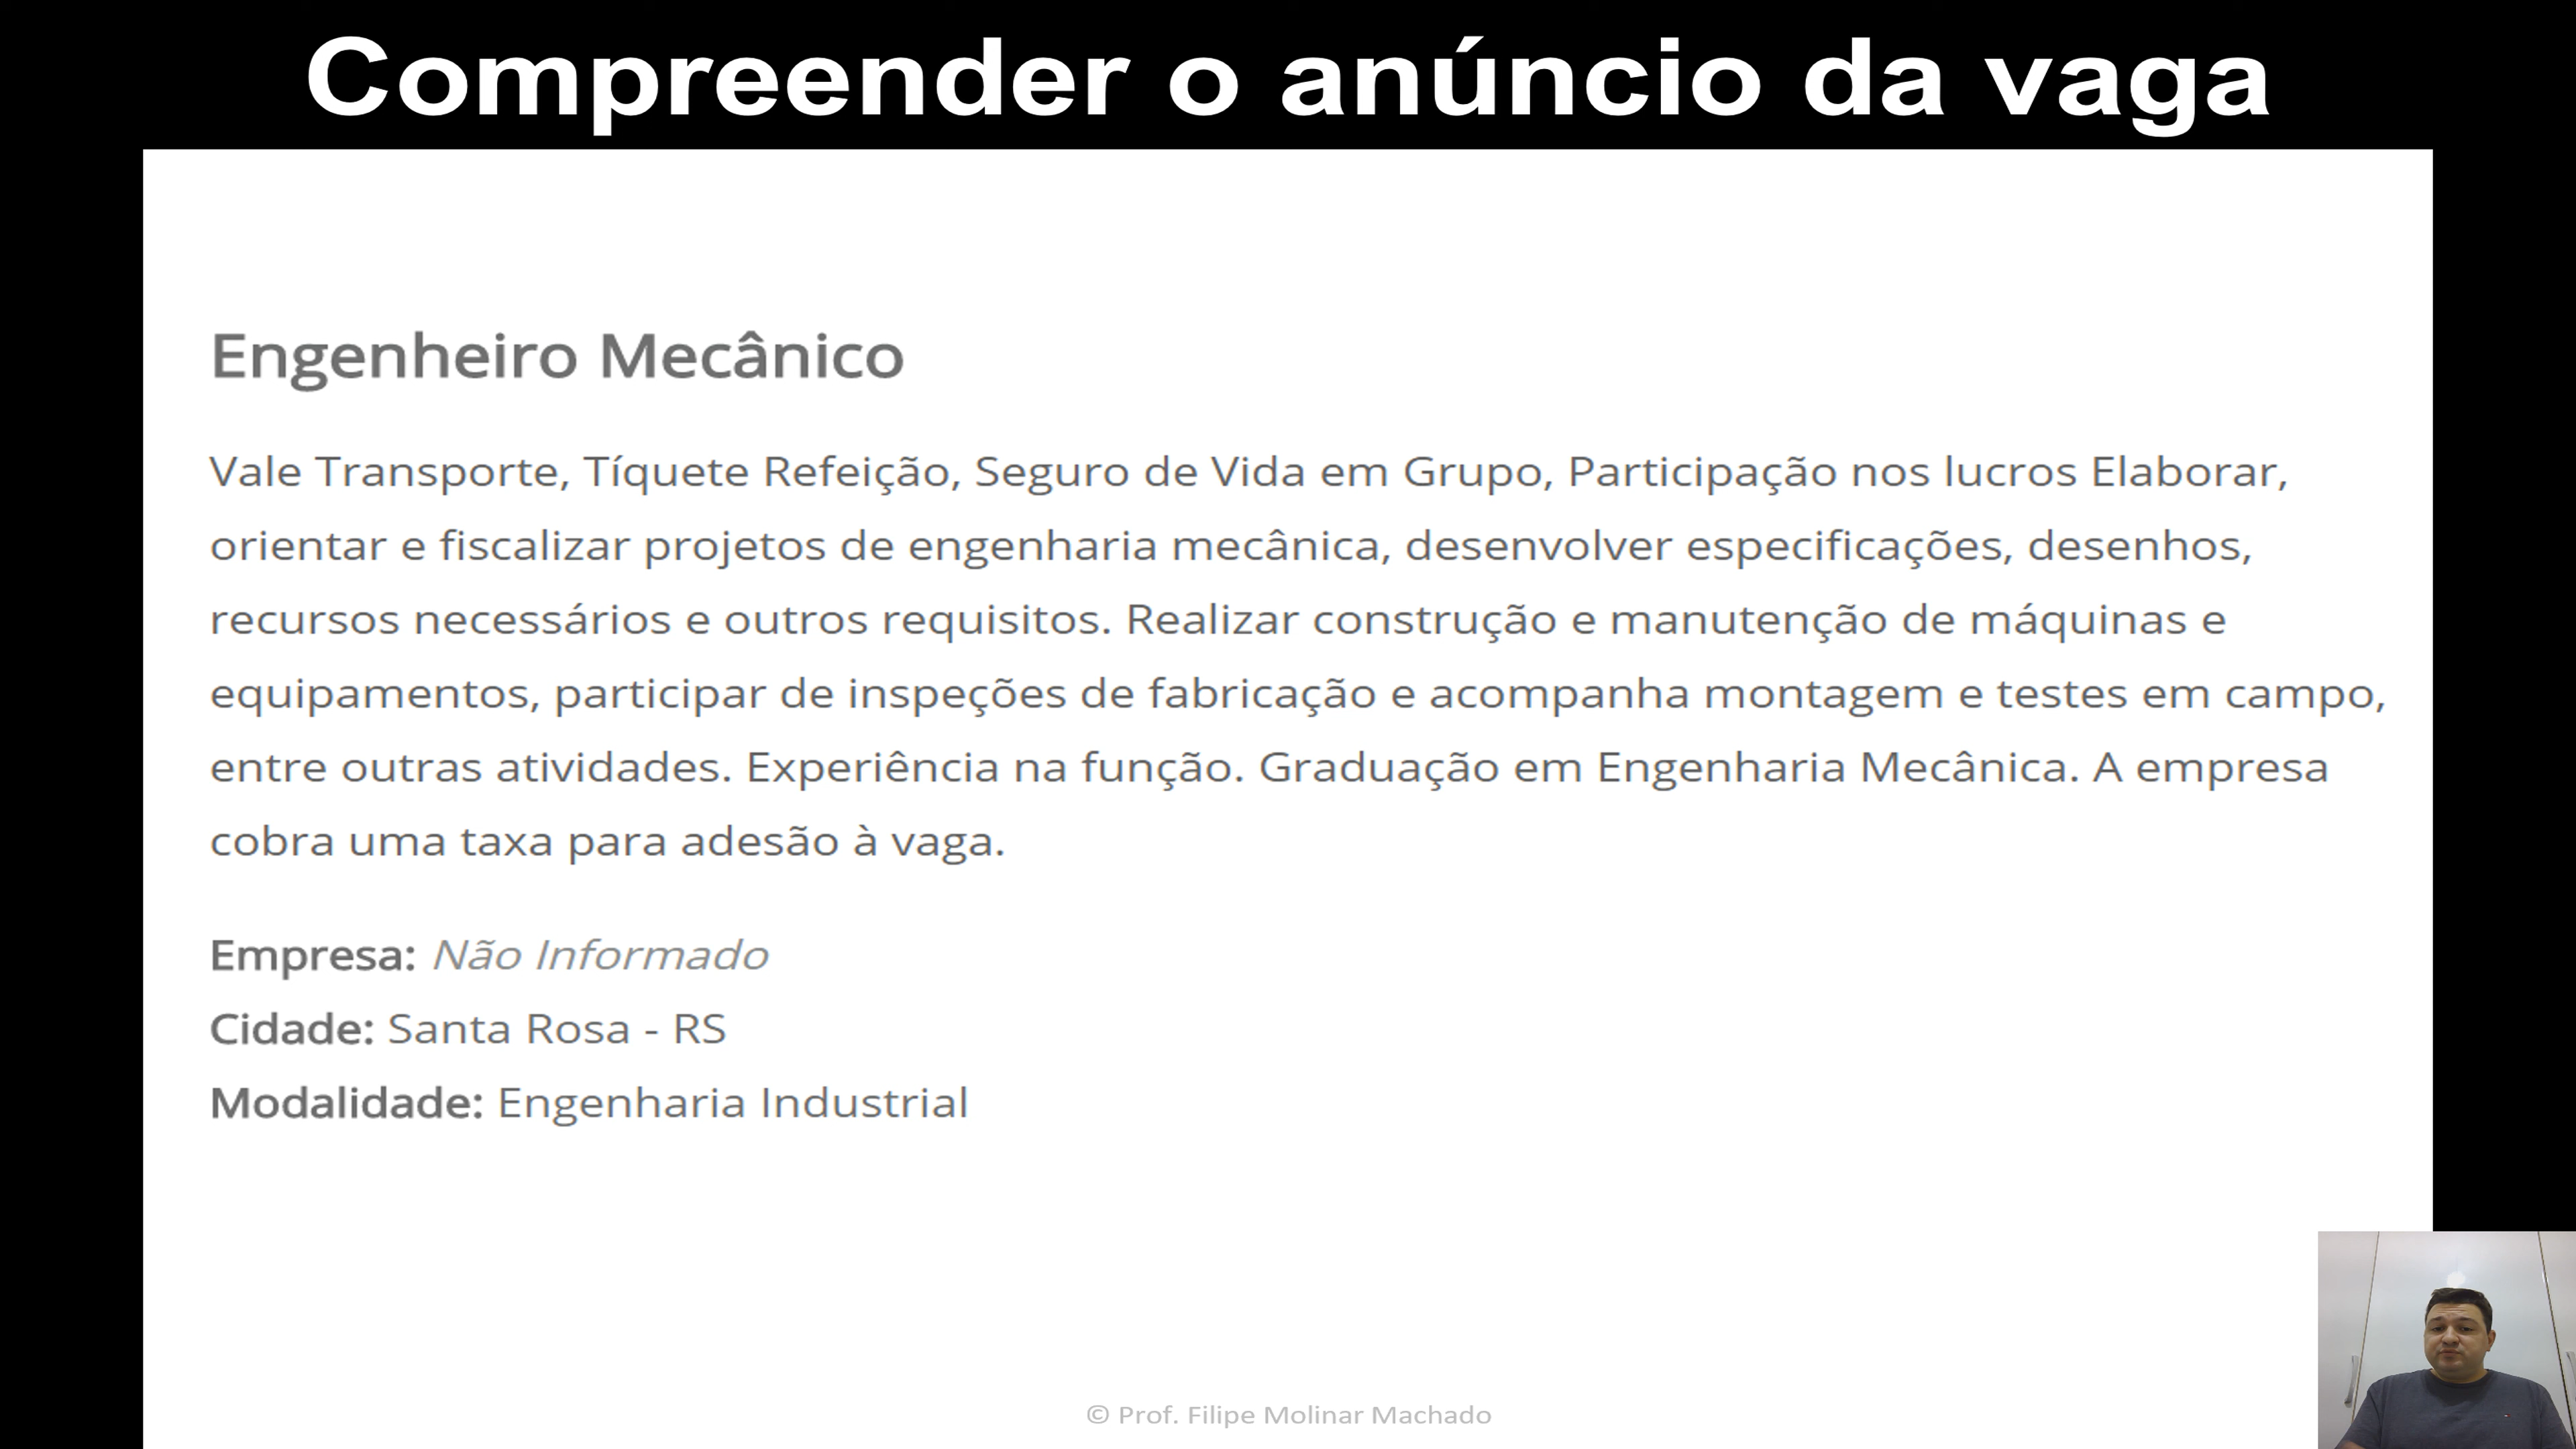 Compreender o anúncio da vaga
Engenheiro Mecânico
Vale Transporte, Tíquete Refeição, Seguro de Vida em Grupo, Participação nos lucros Elaborar,
orientar e fiscalizar projetos de engenharia mecânica, desenvolver especificações, desenhos,
recursos necessários e outros requisitos. Realizar construção e manutenção de máquinas e
equipamentos, participar de inspeções de fabricação e acompanha montagem e testes em campo,
entre outras atividades. Experiência na função. Graduação em Engenharia Mecânica. A empresa
cobra uma taxa para adesão à vaga.
Empresa: Não Informado
Cidade: Santa Rosa - RS
Modalidade: Engenharia Industrial
© Prof. Filipe Molinar Machado